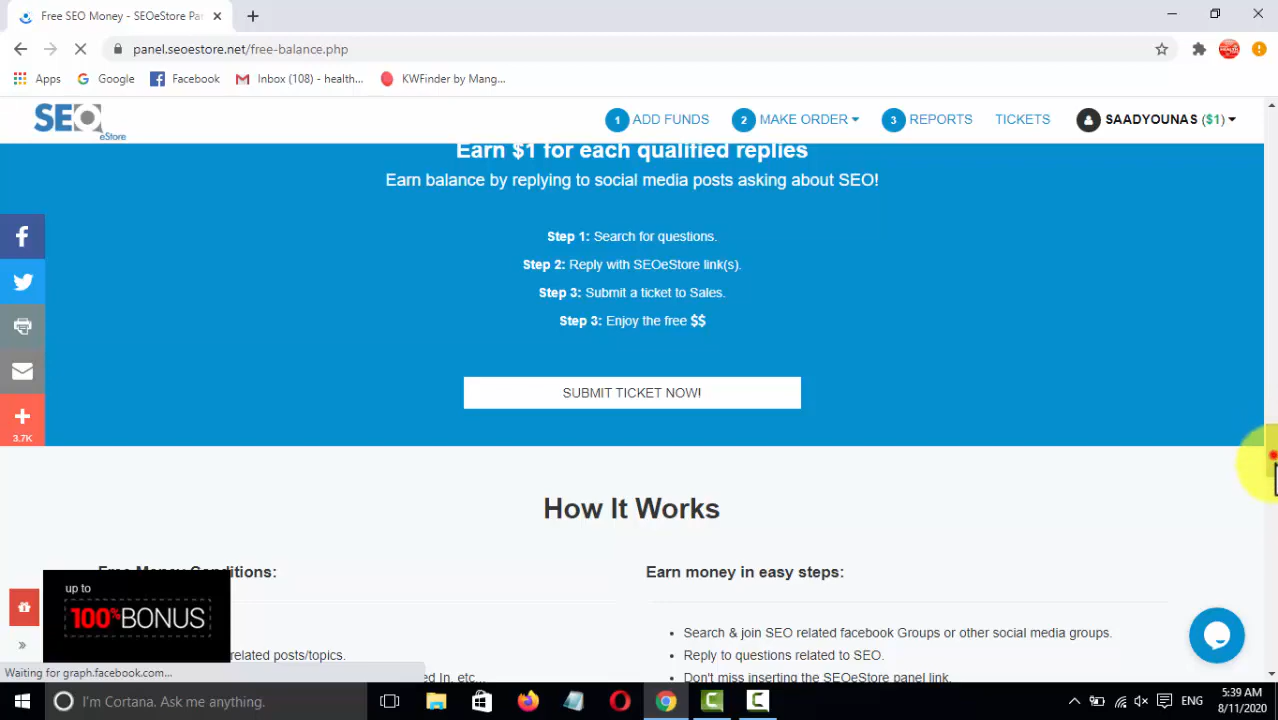 Free SEO Money - SEOeStore Pa
panel.seoestore.net/free-balance.php
Apps
Google
Facebook
Inbox (108) - health...
KWFinder by Mang...
SEO
eStore
1 ADD FUNDS
2 MAKE ORDER
3 REPORTS
TICKETS
SAADYOUNAS ($1)
Earn $1 for each qualified replies
Earn balance by replying to social media posts asking about SEO!
Step 1: Search for questions.
Step 2: Reply with SEOeStore link(s).
Step 3: Submit a ticket to Sales.
Step 3: Enjoy the free $$
SUBMIT TICKET NOW!
3.7K
How It Works
Free Money Conditions:
related posts/topics.
ed In, etc...
Earn money in easy steps:
• Search & join SEO related facebook Groups or other social media groups.
• Reply to questions related to SEO.
• Don't miss inserting the SEOeStore panel link.
up to
100% BONUS
Waiting for graph.facebook.com...
I'm Cortana. Ask me anything.
ENG
5:39 AM
8/11/2020